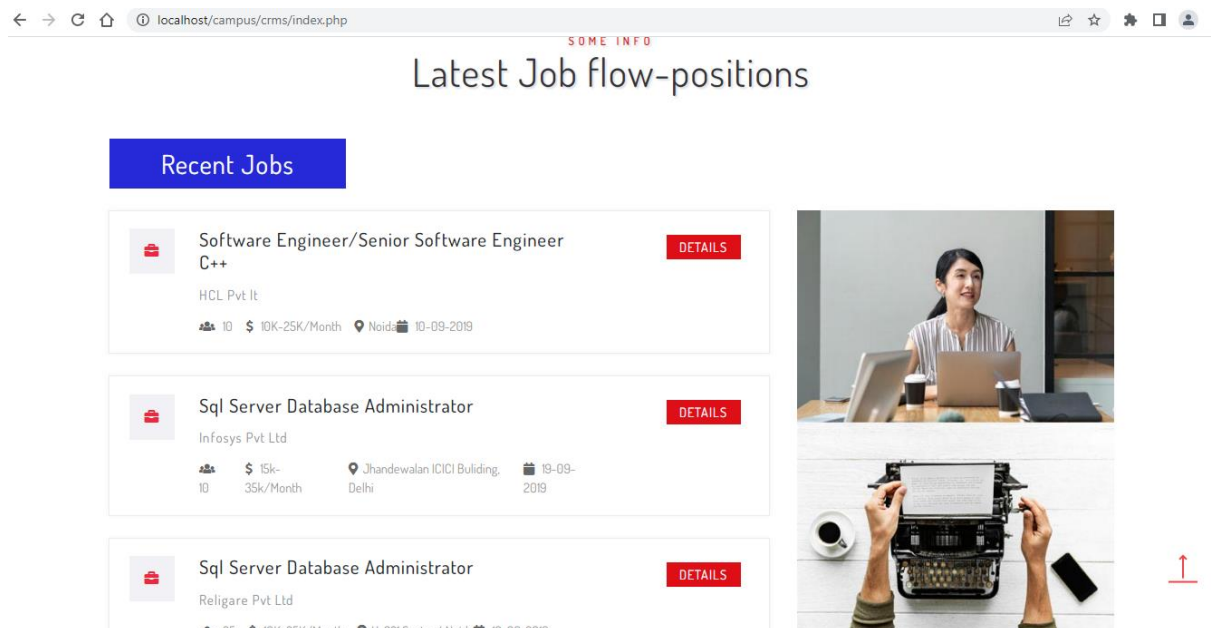 localhost/campus/crms/index.php
SOME INFO
Latest Job flow-positions
Recent Jobs
Software Engineer/Senior Software Engineer
C++
DETAILS
HCL Pvt lt
10 $ 10K-25K/Month Noida 10-09-2019
Sql Server Database Administrator
DETAILS
Infosys Pvt Ltd
$ 15k- Jhandewalan ICICI Buliding, 19-09-
10 35k/Month Delhi 2019
Sql Server Database Administrator
DETAILS
Religare Pvt Ltd